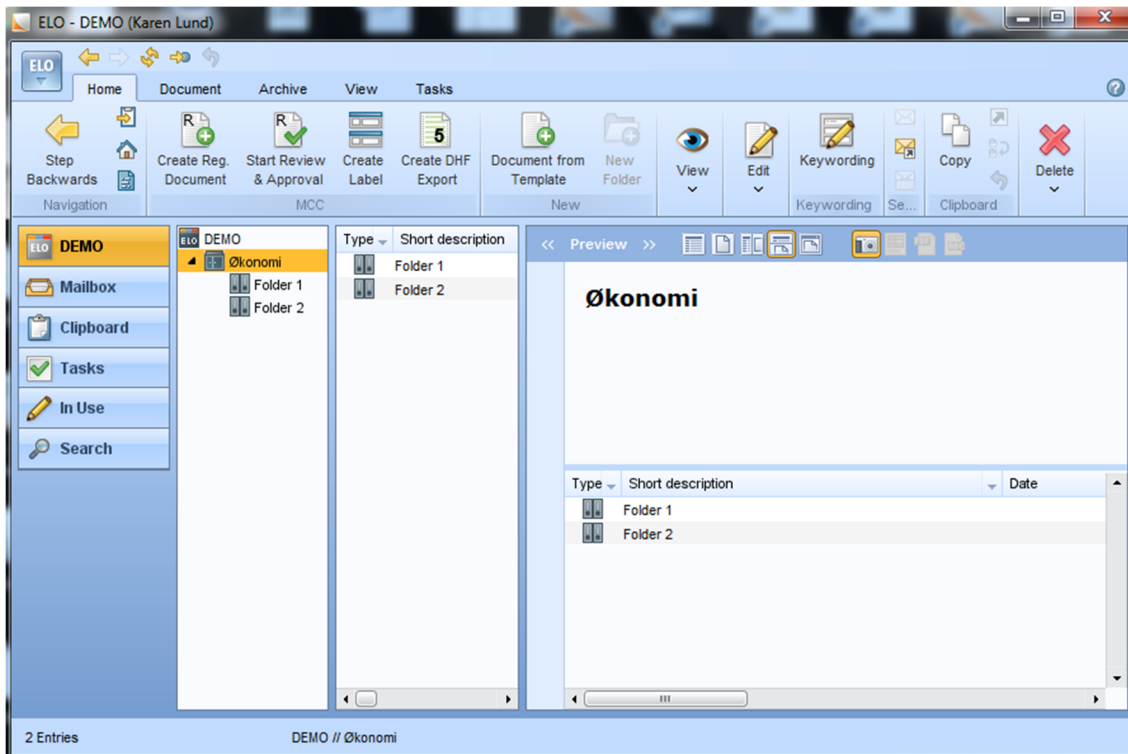 ELO - DEMO (Karen Lund)
ELO
Home Document Archive View Tasks
Step Backwards
Create Reg. Document
Start Review & Approval
Create Label
5
Create DHF Export
Document from Template
New Folder
View
Edit
Keywording
Copy
Delete
Navigation MCC New Keywording Se... Clipboard
ELO DEMO
Mailbox
Clipboard
Tasks
In Use
Search
ELO DEMO
Økonomi
Folder 1
Folder 2
Type Short description
Folder 1
Folder 2
<< Preview >>
Økonomi
Type Short description Date
Folder 1
Folder 2
2 Entries DEMO // Økonomi